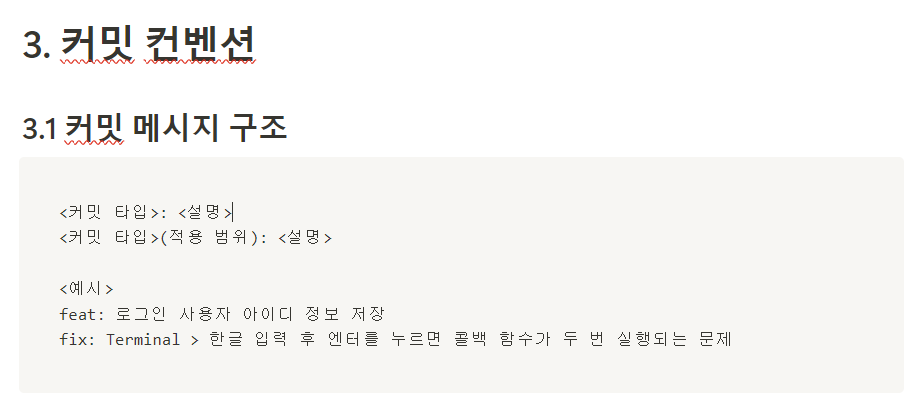 3. 커밋 컨벤션
3.1 커밋 메시지 구조
<커밋 타입>: <설명>
<커밋 타입>(적용 범위): <설명>
<예시>
feat: 로그인 사용자 아이디 정보 저장
fix: Terminal > 한글 입력 후 엔터를 누르면 콜백 함수가 두 번 실행되는 문제